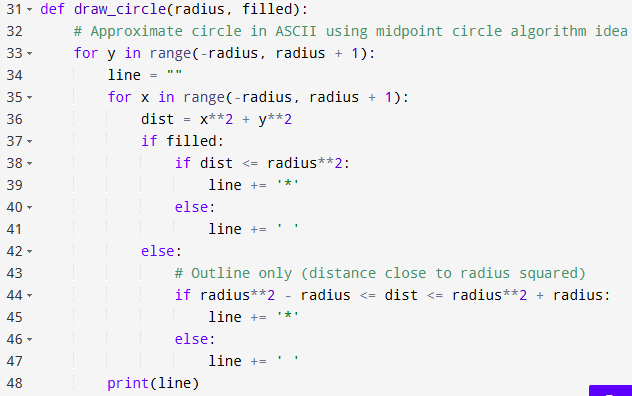 31 def draw_circle(radius, filled):
32     # Approximate circle in ASCII using midpoint circle algorithm idea
33     for y in range(-radius, radius + 1):
34         line = ""
35         for x in range(-radius, radius + 1):
36             dist = x**2 + y**2
37             if filled:
38                 if dist <= radius**2:
39                     line += '*'
40                 else:
41                     line += ' '
42             else:
43                 # Outline only (distance close to radius squared)
44                 if radius**2 - radius <= dist <= radius**2 + radius:
45                     line += '*'
46                 else:
47                     line += ' '
48         print(line)